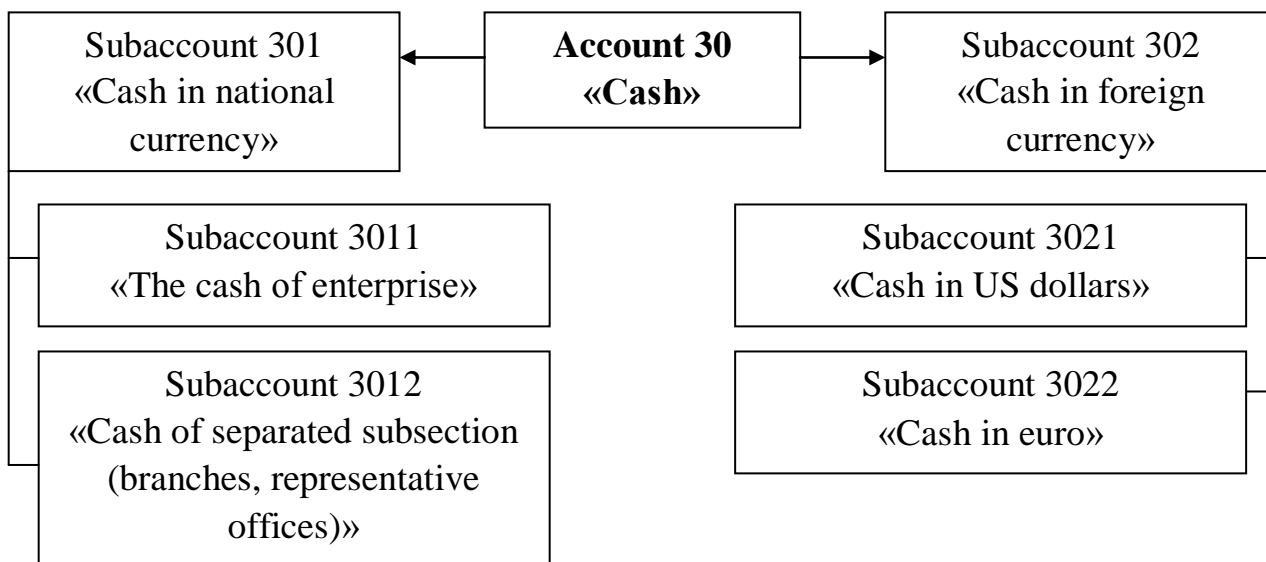 Subaccount 301
«Cash in national
currency»
Account 30
«Cash»
Subaccount 302
«Cash in foreign
currency»
Subaccount 3011
«The cash of enterprise»
Subaccount 3012
«Cash of separated subsection
(branches, representative
offices)»
Subaccount 3021
«Cash in US dollars»
Subaccount 3022
«Cash in euro»